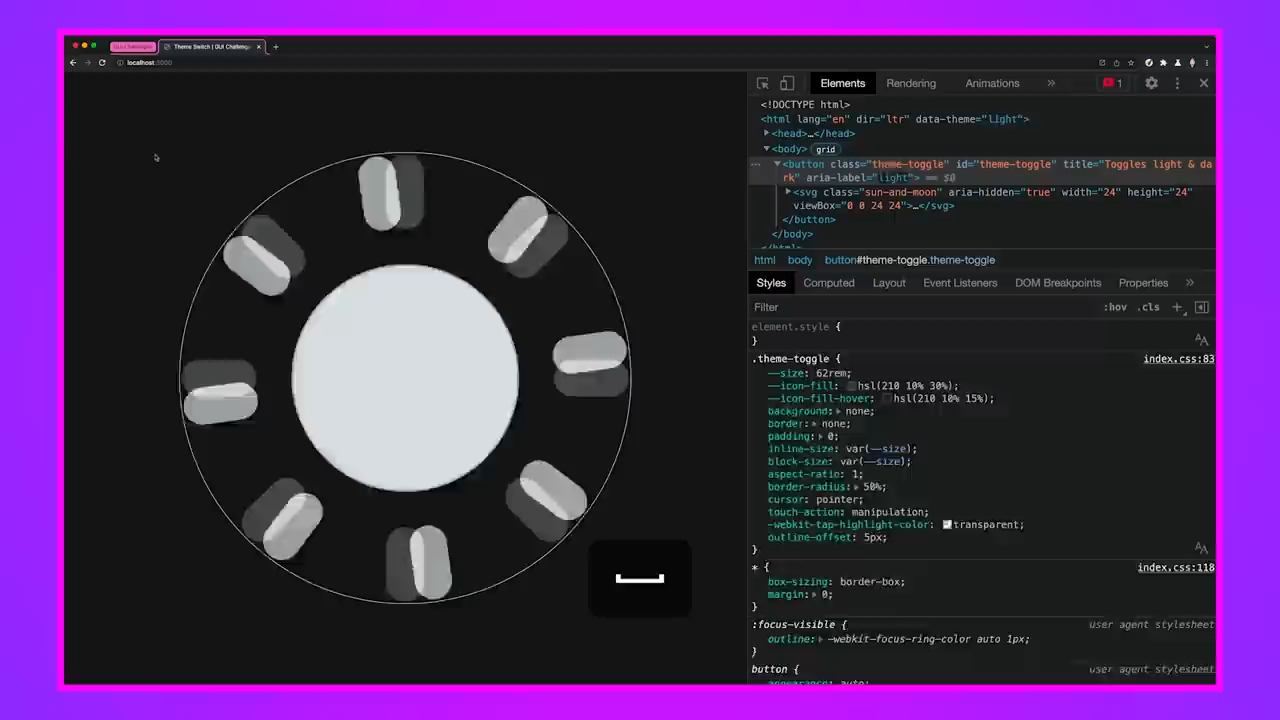 GUI Challenges
Theme Switch | GUI Challenge
localhost:3000
Elements
Rendering
Animations
1
<!DOCTYPE html>
<html lang="en" dir="ltr" data-theme="light">
<head>…</head>
<body> grid
<button class="theme-toggle" id="theme-toggle" title="Toggles light & da
rk" aria-label="light"> == $0
<svg class="sun-and-moon" aria-hidden="true" width="24" height="24"
viewBox="0 0 24 24">…</svg>
</button>
</body>
</html>
html body button#theme-toggle.theme-toggle
Styles Computed Layout Event Listeners DOM Breakpoints Properties
Filter
:hov .cls
element.style {
}
.theme-toggle {
index.css:83
--size: 62rem;
--icon-fill: hsl(210 10% 30%);
--icon-fill-hover: hsl(210 10% 15%);
background: none;
border: none;
padding: 0;
inline-size: var(--size);
block-size: var(--size);
aspect-ratio: 1;
border-radius: 50%;
cursor: pointer;
touch-action: manipulation;
-webkit-tap-highlight-color: transparent;
outline-offset: 5px;
}
* {
index.css:118
box-sizing: border-box;
margin: 0;
}
:focus-visible {
user agent stylesheet
outline: -webkit-focus-ring-color auto 1px;
}
button {
user agent stylesheet
appearance: auto;